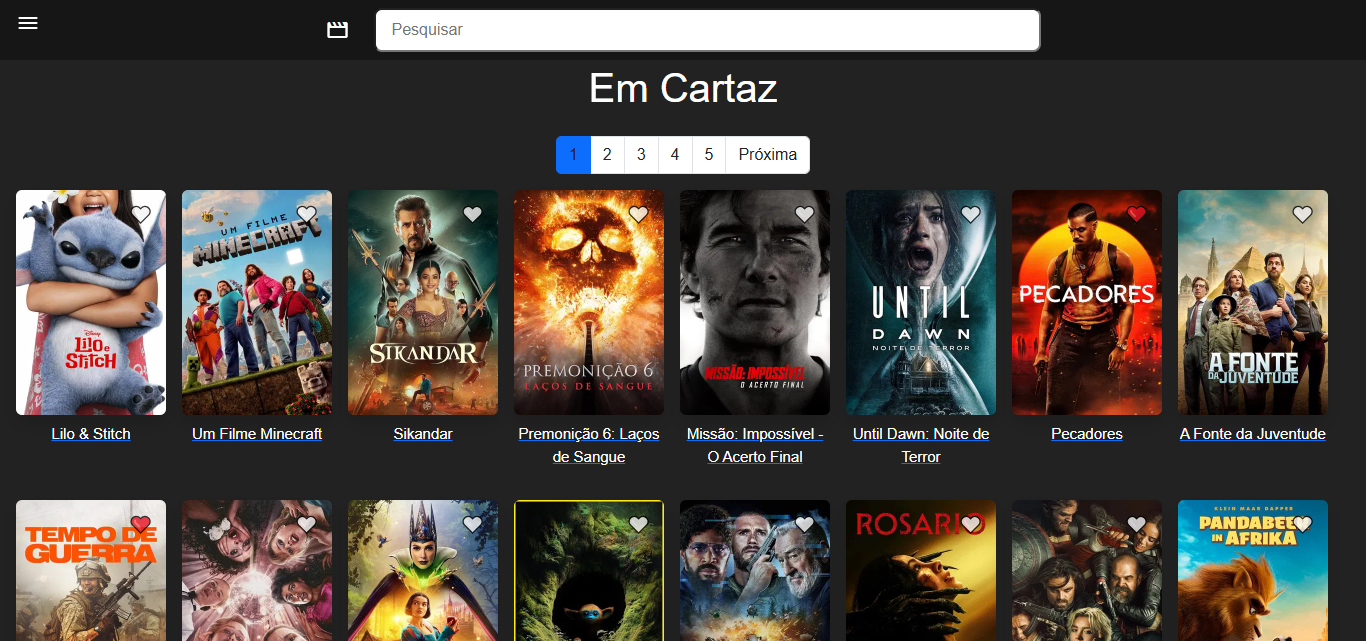 Pesquisar
Em Cartaz
1 2 3 4 5 Próxima
Disney
Lilo e
Stitch
UM FILME
MINECRAFT
SIKANDAR
PREMONIÇÃO 6
LAÇOS DE SANGUE
MISSÃO: IMPOSSÍVEL
O ACERTO FINAL
UNTIL
DAWN
NOITE DE TERROR
PECADORES
A FONTE
DA JUVENTUDE
Lilo & Stitch
Um Filme Minecraft
Sikandar
Premonição 6: Laços
de Sangue
Missão: Impossível -
O Acerto Final
Until Dawn: Noite de
Terror
Pecadores
A Fonte da Juventude
TEMPO DE
GUERRA
ROSARIO
KLEIN MAAR DAPPER
PANDABEER
IN AFRIKA